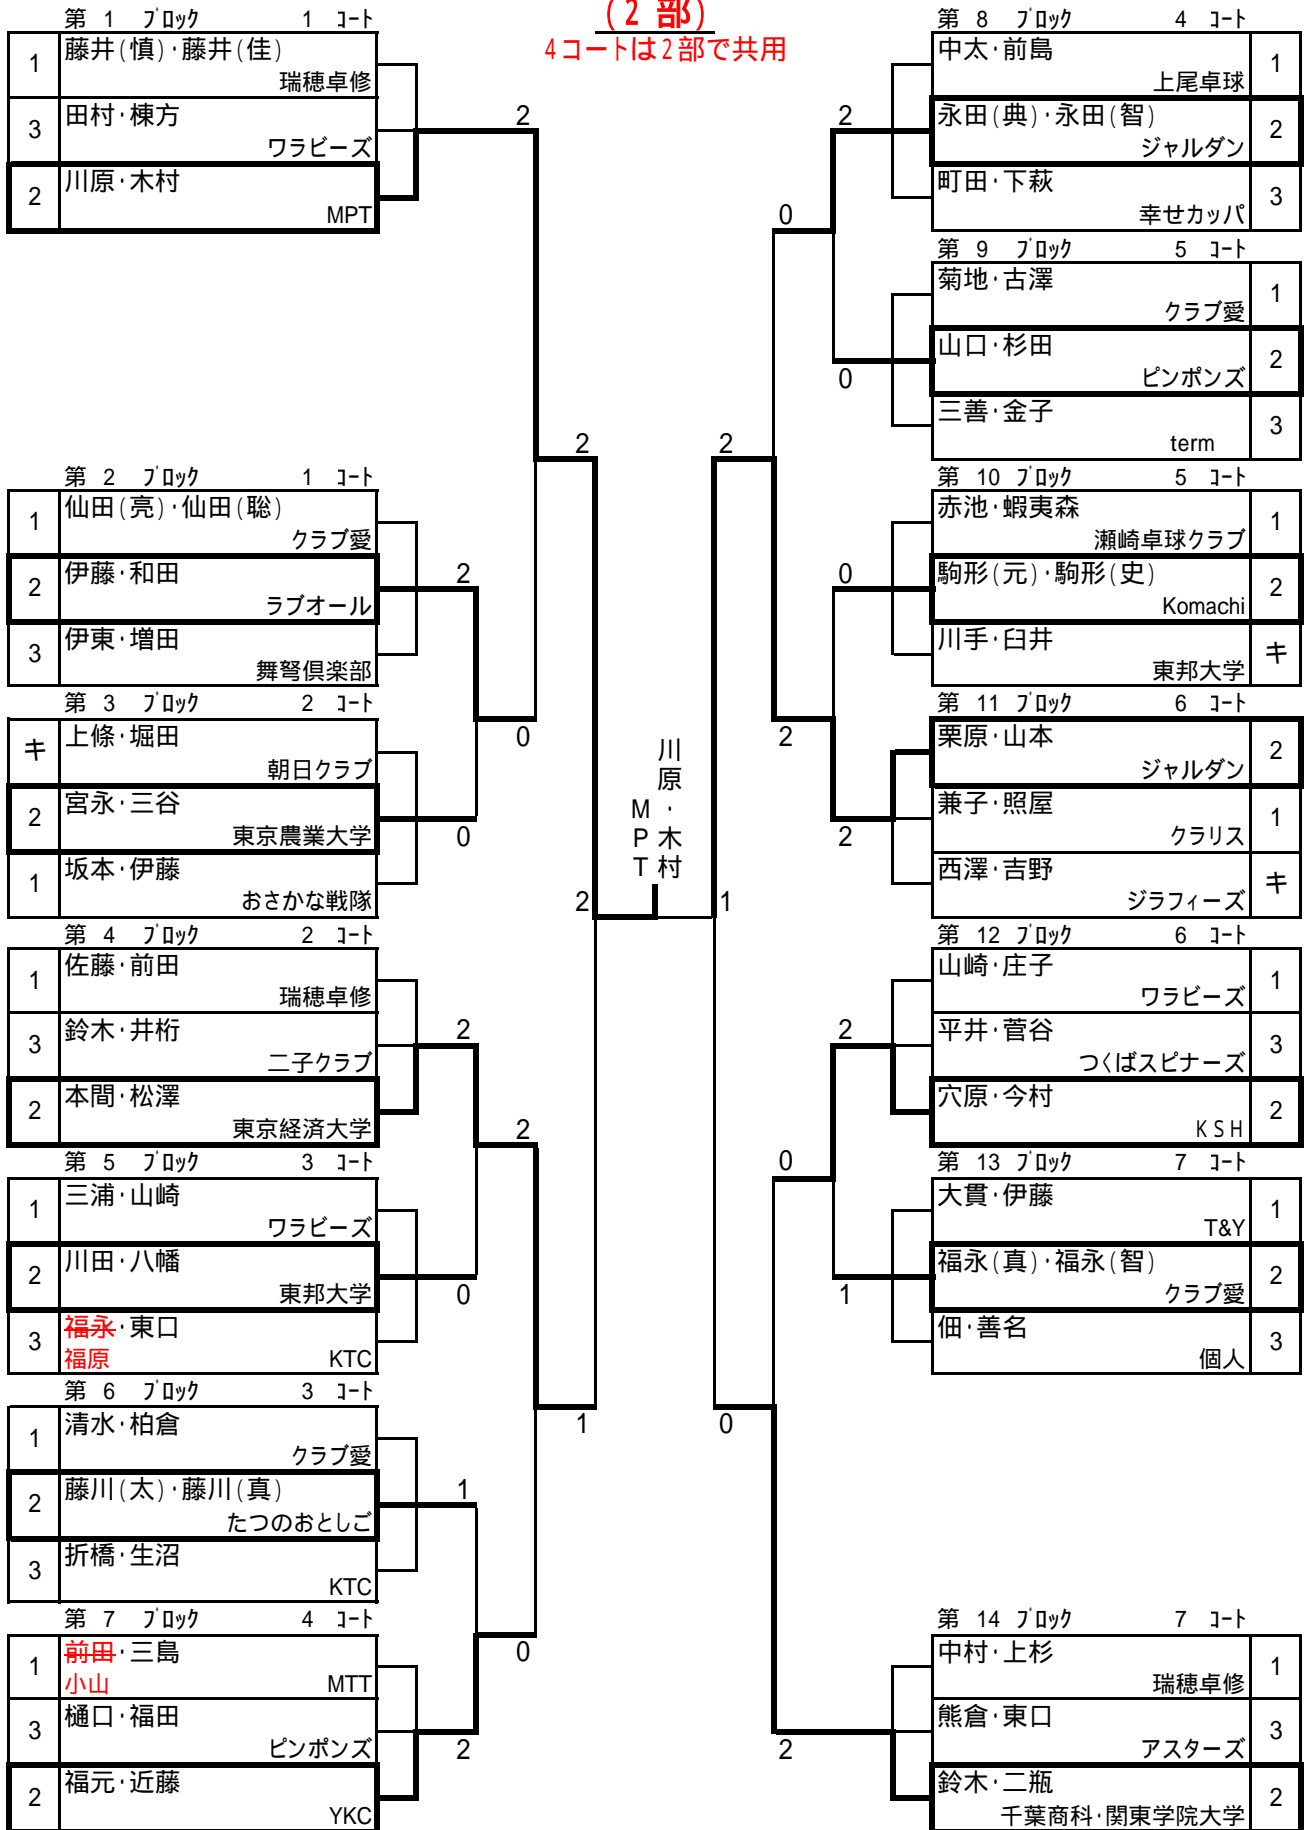 (2 部)
4コートは2部で共用
第 1 ブロック 1 コート
1 藤井(慎)・藤井(佳)
瑞穂卓修
3 田村・棟方
ワラビーズ
2 川原・木村
MPT
2
第 2 ブロック 1 コート
1 仙田(亮)・仙田(聡)
クラブ愛
2 伊藤・和田
ラブオール
3 伊東・増田
舞弩倶楽部
2
2
第 3 ブロック 2 コート
キ 上條・堀田
朝日クラブ
2 宮永・三谷
東京農業大学
1 坂本・伊藤
おさかな戦隊
0
0
第 4 ブロック 2 コート
1 佐藤・前田
瑞穂卓修
3 鈴木・井桁
二子クラブ
2 本間・松澤
東京経済大学
2
2
2
第 5 ブロック 3 コート
1 三浦・山崎
ワラビーズ
2 川田・八幡
東邦大学
3 福永・東口
福原 KTC
0
第 6 ブロック 3 コート
1 清水・柏倉
クラブ愛
2 藤川(太)・藤川(真)
たつのおとしご
3 折橋・生沼
KTC
1
1
第 7 ブロック 4 コート
1 前田・三島
小山 MTT
3 樋口・福田
ピンポンズ
2 福元・近藤
YKC
0
2
川原・木村
MPT
第 8 ブロック 4 コート
中太・前島 1
上尾卓球
永田(典)・永田(智) 2
ジャルダン
町田・下萩 3
幸せカッパ
2
0
第 9 ブロック 5 コート
菊地・古澤 1
クラブ愛
山口・杉田 2
ピンポンズ
三善・金子 3
term
0
2
第 10 ブロック 5 コート
赤池・蝦夷森 1
瀬崎卓球クラブ
駒形(元)・駒形(史) 2
Komachi
川手・臼井 キ
東邦大学
0
第 11 ブロック 6 コート
栗原・山本 2
ジャルダン
兼子・照屋 1
クラリス
西澤・吉野 キ
ジラフィーズ
2
2
1
第 12 ブロック 6 コート
山崎・庄子 1
ワラビーズ
平井・菅谷 3
つくばスピナーズ
穴原・今村 2
KSH
2
0
第 13 ブロック 7 コート
大貫・伊藤 1
T&Y
福永(真)・福永(智) 2
クラブ愛
佃・善名 3
個人
1
0
第 14 ブロック 7 コート
中村・上杉 1
瑞穂卓修
熊倉・東口 3
アスターズ
鈴木・二瓶 2
千葉商科・関東学院大学
2